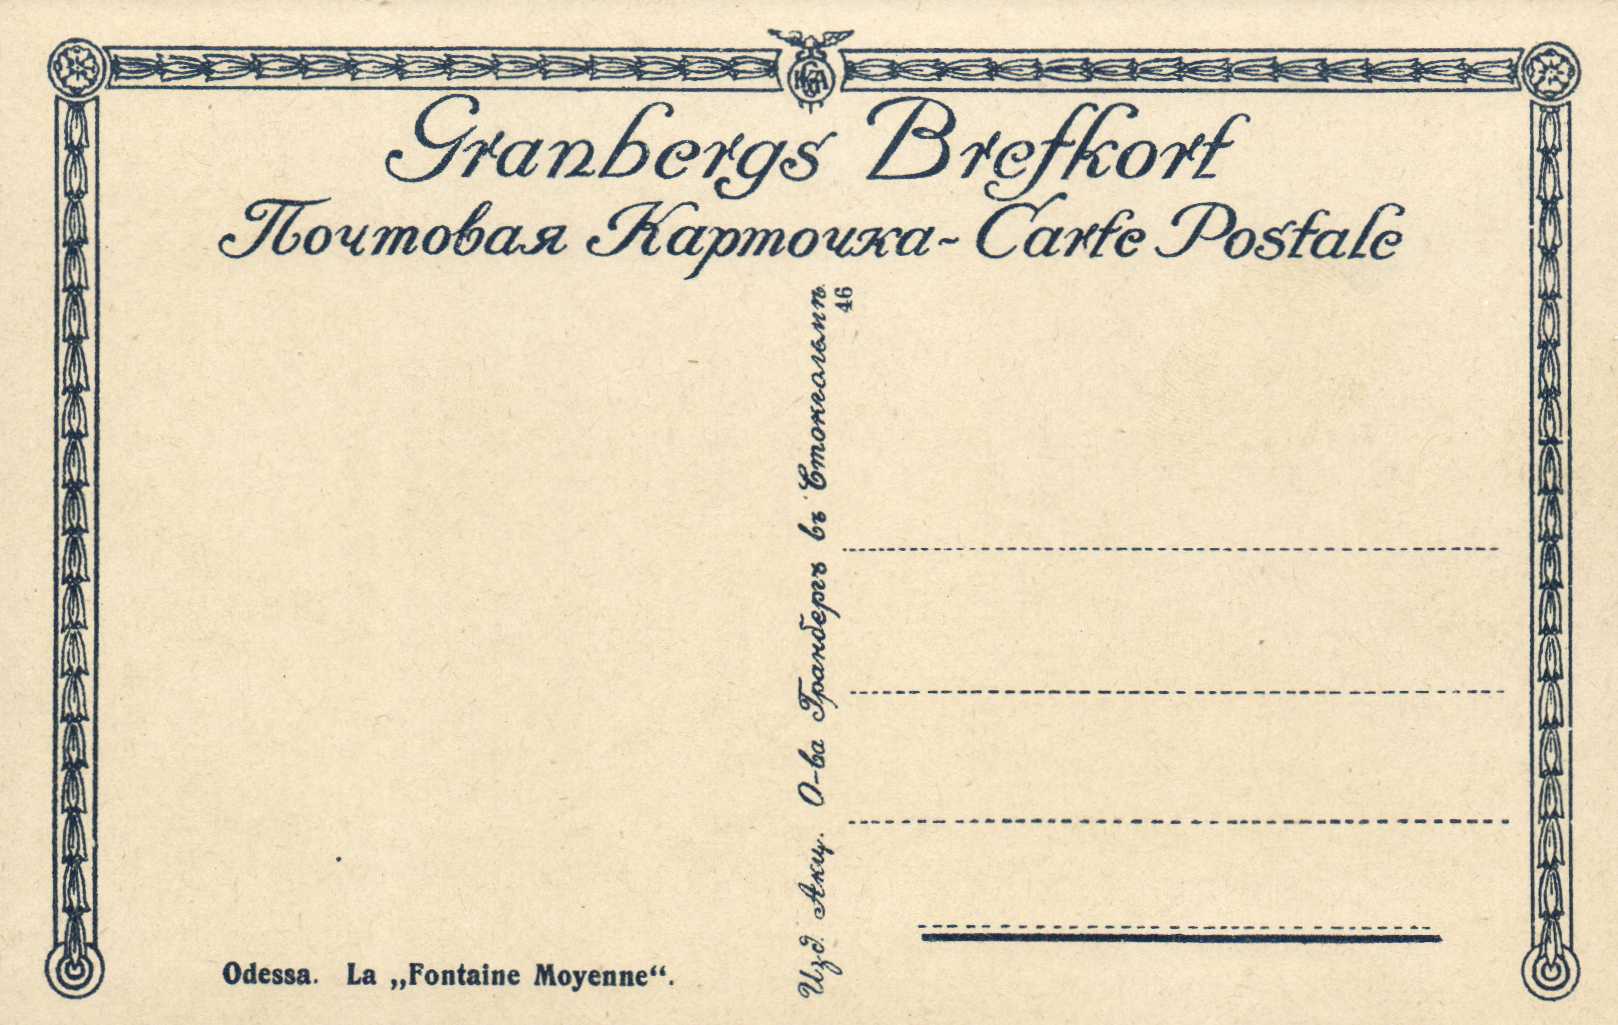 Granbergs Brefkort
Почтовая Карточка - Carte Postale
Изд. Акц. О-ва Гранбергъ въ Стокгольмѣ.
46
Odessa. La „Fontaine Moyenne“.